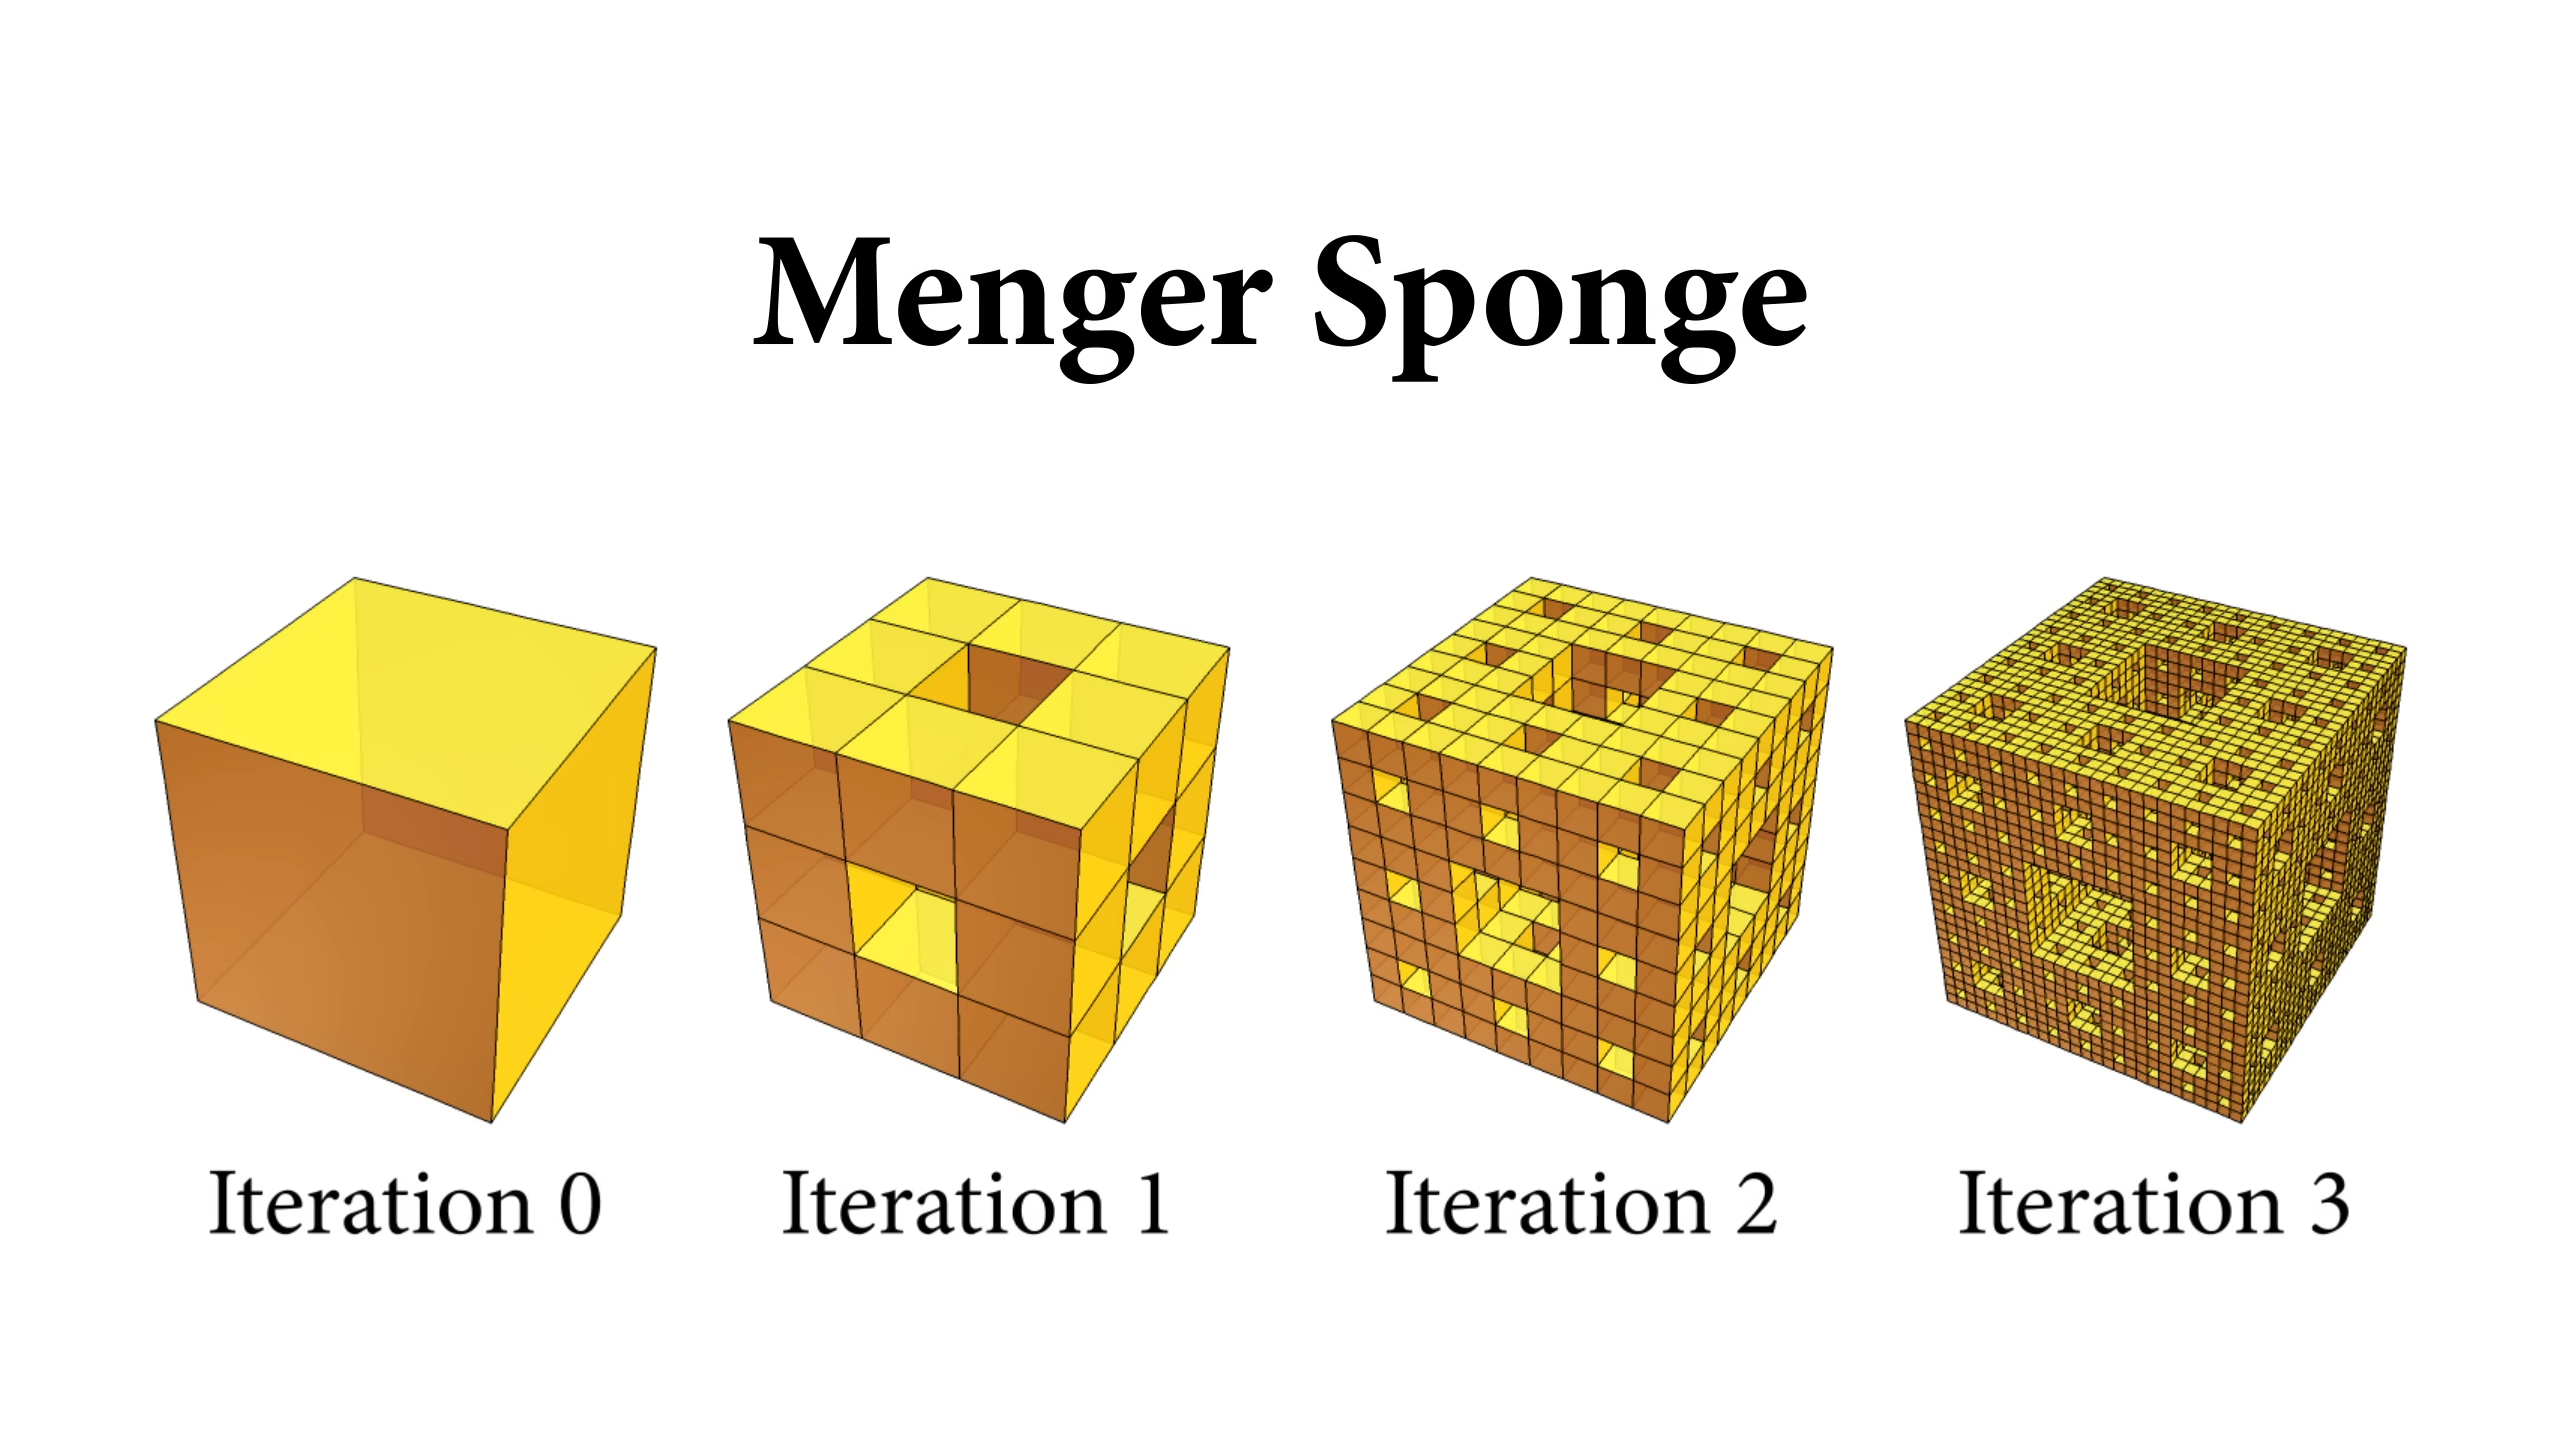 Menger Sponge
Iteration 0
Iteration 1
Iteration 2
Iteration 3